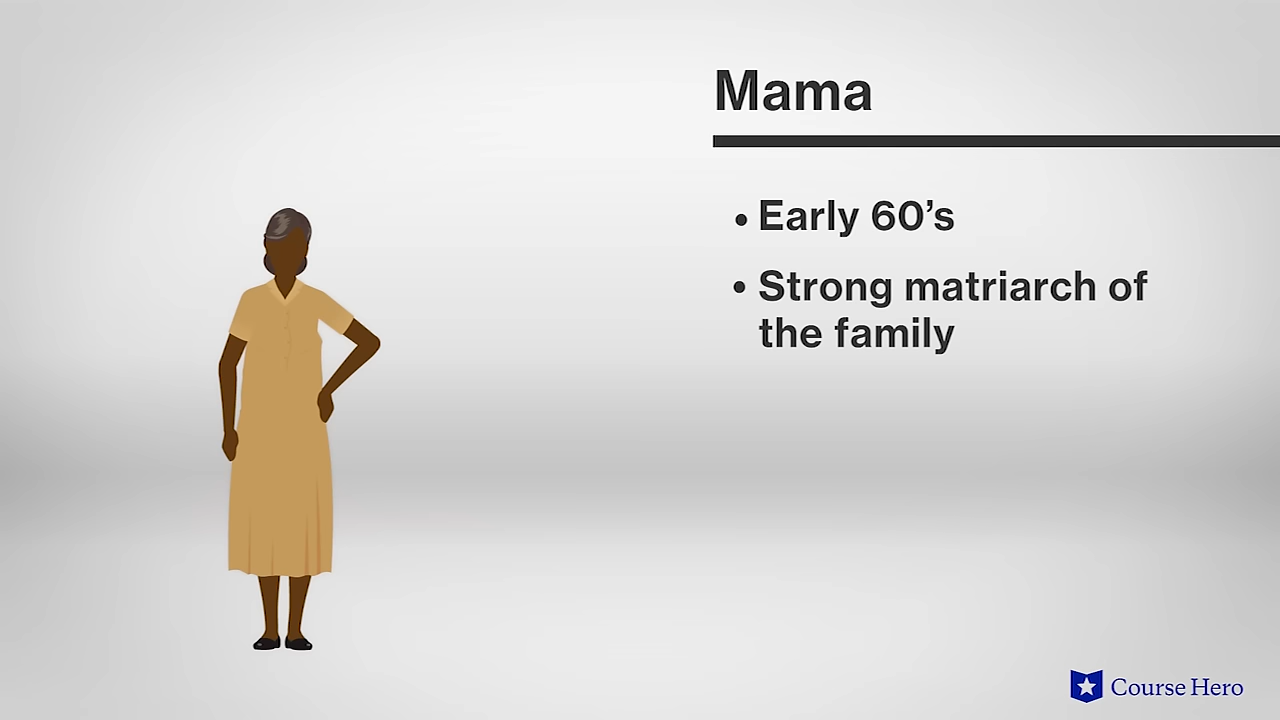 Mama
• Early 60’s
• Strong matriarch of
the family
Course Hero